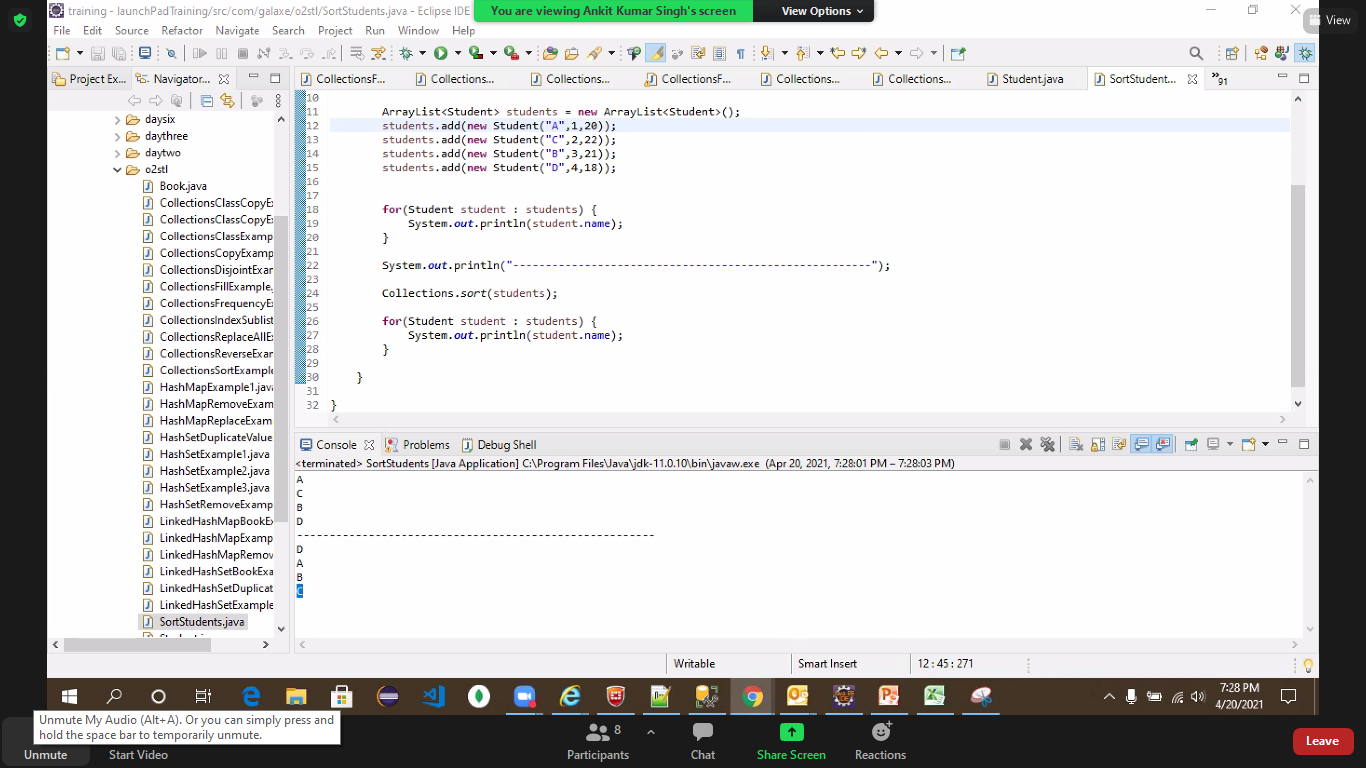 training - launchPadTraining/src/com/galaxe/o2stl/SortStudents.java - Eclipse IDE
You are viewing Ankit Kumar Singh's screen
View Options
View
File Edit Source Refactor Navigate Search Project Run Window Help
Project Ex...
Navigator...
CollectionsF...
Collections...
Collections...
CollectionsF...
Collections...
Collections...
Student.java
SortStudent...
»91
daysix
daythree
daytwo
o2stl
Book.java
CollectionsClassCopyE
CollectionsClassCopyE
CollectionsClassExamp
CollectionsCopyExamp
CollectionsDisjointExar
CollectionsFillExample.
CollectionsFrequencyE
CollectionsIndexSublist
CollectionsReplaceAllE
CollectionsReverseExar
CollectionsSortExample
HashMapExample1.java
HashMapRemoveExam
HashMapReplaceExam
HashSetDuplicateValue
HashSetExample1.java
HashSetExample2.java
HashSetExample3.java
HashSetRemoveExamp
LinkedHashMapBookEx
LinkedHashMapExamp
LinkedHashMapRemov
LinkedHashSetBookExa
LinkedHashSetDuplicat
LinkedHashSetExample
SortStudents.java
10
11 ArrayList<Student> students = new ArrayList<Student>();
12 students.add(new Student("A",1,20));
13 students.add(new Student("C",2,22));
14 students.add(new Student("B",3,21));
15 students.add(new Student("D",4,18));
16
17
18 for(Student student : students) {
19 System.out.println(student.name);
20 }
21
22 System.out.println("-------------------------------------------------------");
23
24 Collections.sort(students);
25
26 for(Student student : students) {
27 System.out.println(student.name);
28 }
29
30 }
31
32 }
Console
Problems
Debug Shell
<terminated> SortStudents [Java Application] C:\Program Files\Java\jdk-11.0.10\bin\javaw.exe (Apr 20, 2021, 7:28:01 PM – 7:28:03 PM)
A
C
B
D
-------------------------------------------------------
D
A
B
C
Writable
Smart Insert
12 : 45 : 271
7:28 PM
4/20/2021
Unmute My Audio (Alt+A). Or you can simply press and
hold the space bar to temporarily unmute.
Unmute
Start Video
8
Participants
Chat
Share Screen
Reactions
Leave